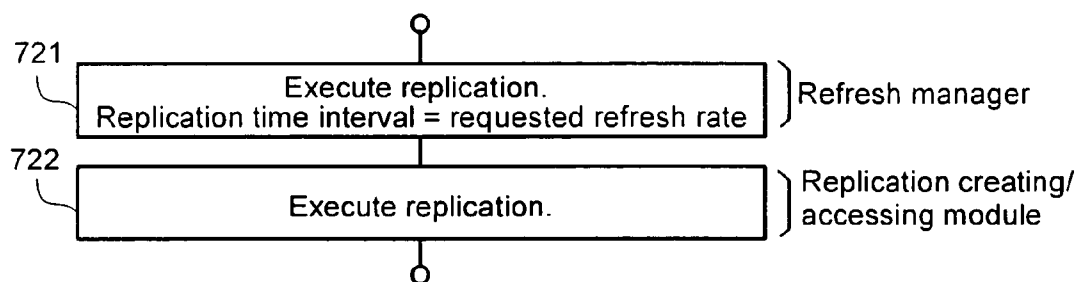 721
Execute replication.
Replication time interval = requested refresh rate
Refresh manager
722
Execute replication.
Replication creating/
accessing module